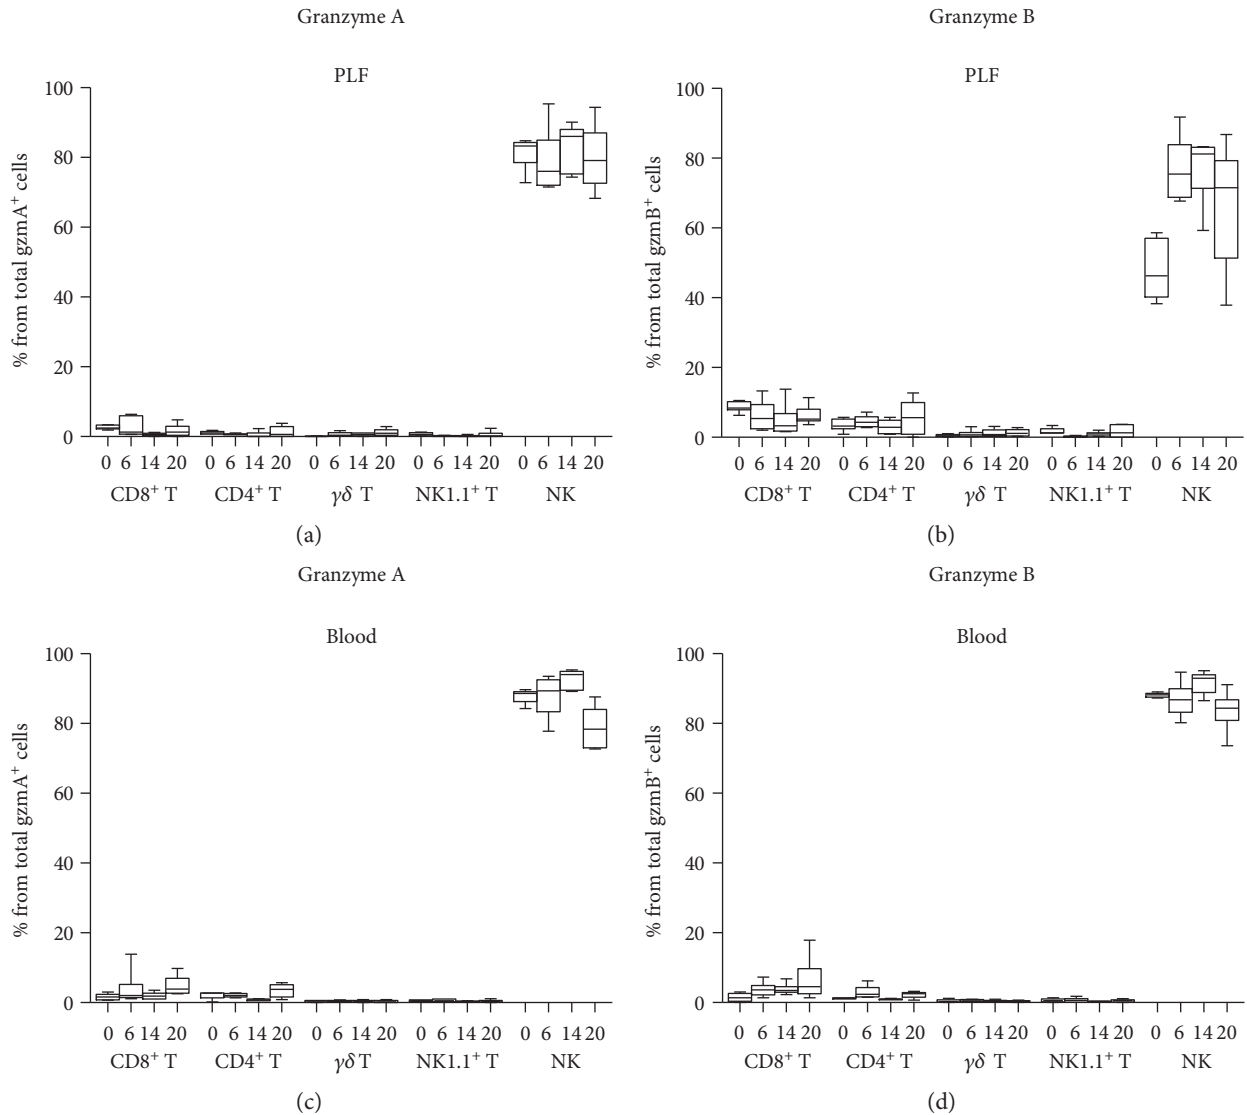 Granzyme A
PLF
% from total gzmA⁺ cells
100
80
60
40
20
0
0 6 14 20 0 6 14 20 0 6 14 20 0 6 14 20 0 6 14 20
CD8⁺ T CD4⁺ T γδ T NK1.1⁺ T NK
(a)
Granzyme B
PLF
% from total gzmB⁺ cells
100
80
60
40
20
0
0 6 14 20 0 6 14 20 0 6 14 20 0 6 14 20 0 6 14 20
CD8⁺ T CD4⁺ T γδ T NK1.1⁺ T NK
(b)
Granzyme A
Blood
% from total gzmA⁺ cells
100
80
60
40
20
0
0 6 14 20 0 6 14 20 0 6 14 20 0 6 14 20 0 6 14 20
CD8⁺ T CD4⁺ T γδ T NK1.1⁺ T NK
(c)
Granzyme B
Blood
% from total gzmB⁺ cells
100
80
60
40
20
0
0 6 14 20 0 6 14 20 0 6 14 20 0 6 14 20 0 6 14 20
CD8⁺ T CD4⁺ T γδ T NK1.1⁺ T NK
(d)